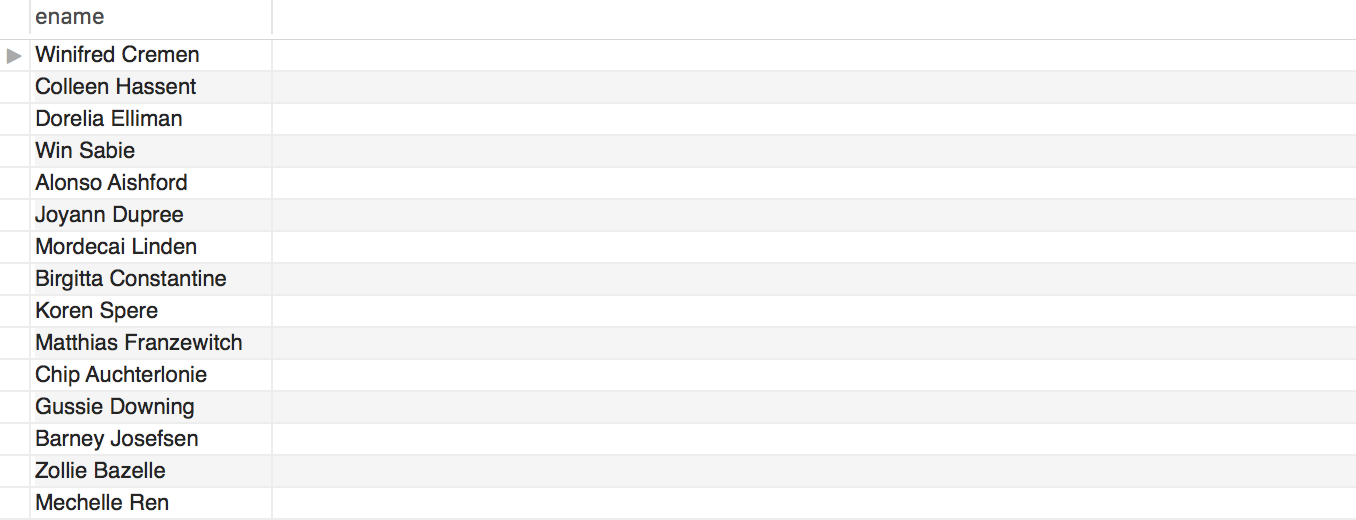 ename
Winifred Cremen
Colleen Hassent
Dorelia Elliman
Win Sabie
Alonso Aishford
Joyann Dupree
Mordecai Linden
Birgitta Constantine
Koren Spere
Matthias Franzewitch
Chip Auchterlonie
Gussie Downing
Barney Josefsen
Zollie Bazelle
Mechelle Ren